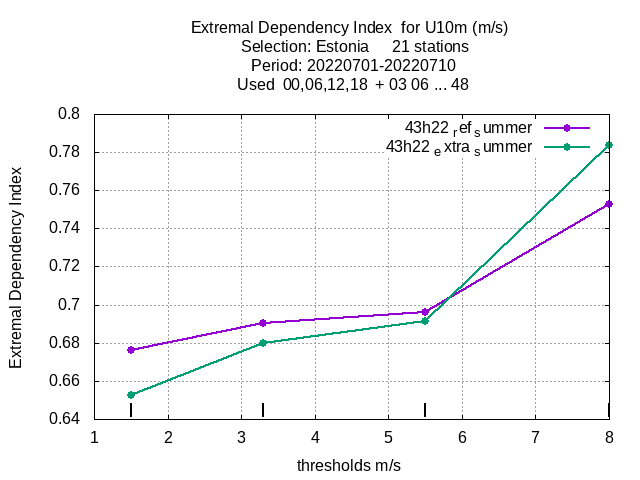 Extremal Dependency Index  for U10m (m/s)
Selection: Estonia     21 stations
Period: 20220701-20220710
Used  00,06,12,18  + 03 06 ... 48
43h22 ref summer
43h22 extra summer
Extremal Dependency Index
0.8
0.78
0.76
0.74
0.72
0.7
0.68
0.66
0.64
1 2 3 4 5 6 7 8
thresholds m/s